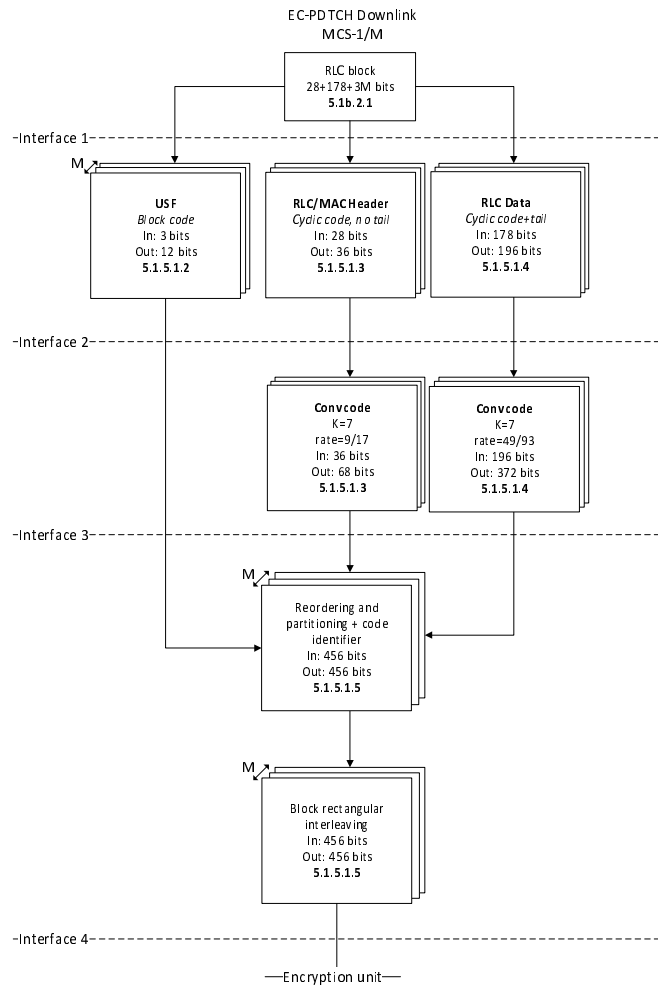 EC-PDTCH Downlink
MCS-1/M
RLC block
28+178+3M bits
5.1b.2.1
Interface 1
M
USF
Block code
In: 3 bits
Out: 12 bits
5.1.5.1.2
RLC/MAC Header
Cyclic code, no tail
In: 28 bits
Out: 36 bits
5.1.5.1.3
RLC Data
Cyclic code+tail
In: 178 bits
Out: 196 bits
5.1.5.1.4
Interface 2
Conv code
K=7
rate=9/17
In: 36 bits
Out: 68 bits
5.1.5.1.3
Conv code
K=7
rate=49/93
In: 196 bits
Out: 372 bits
5.1.5.1.4
Interface 3
M
Reordering and
partitioning + code
identifier
In: 456 bits
Out: 456 bits
5.1.5.1.5
M
Block rectangular
interleaving
In: 456 bits
Out: 456 bits
5.1.5.1.5
Interface 4
Encryption unit